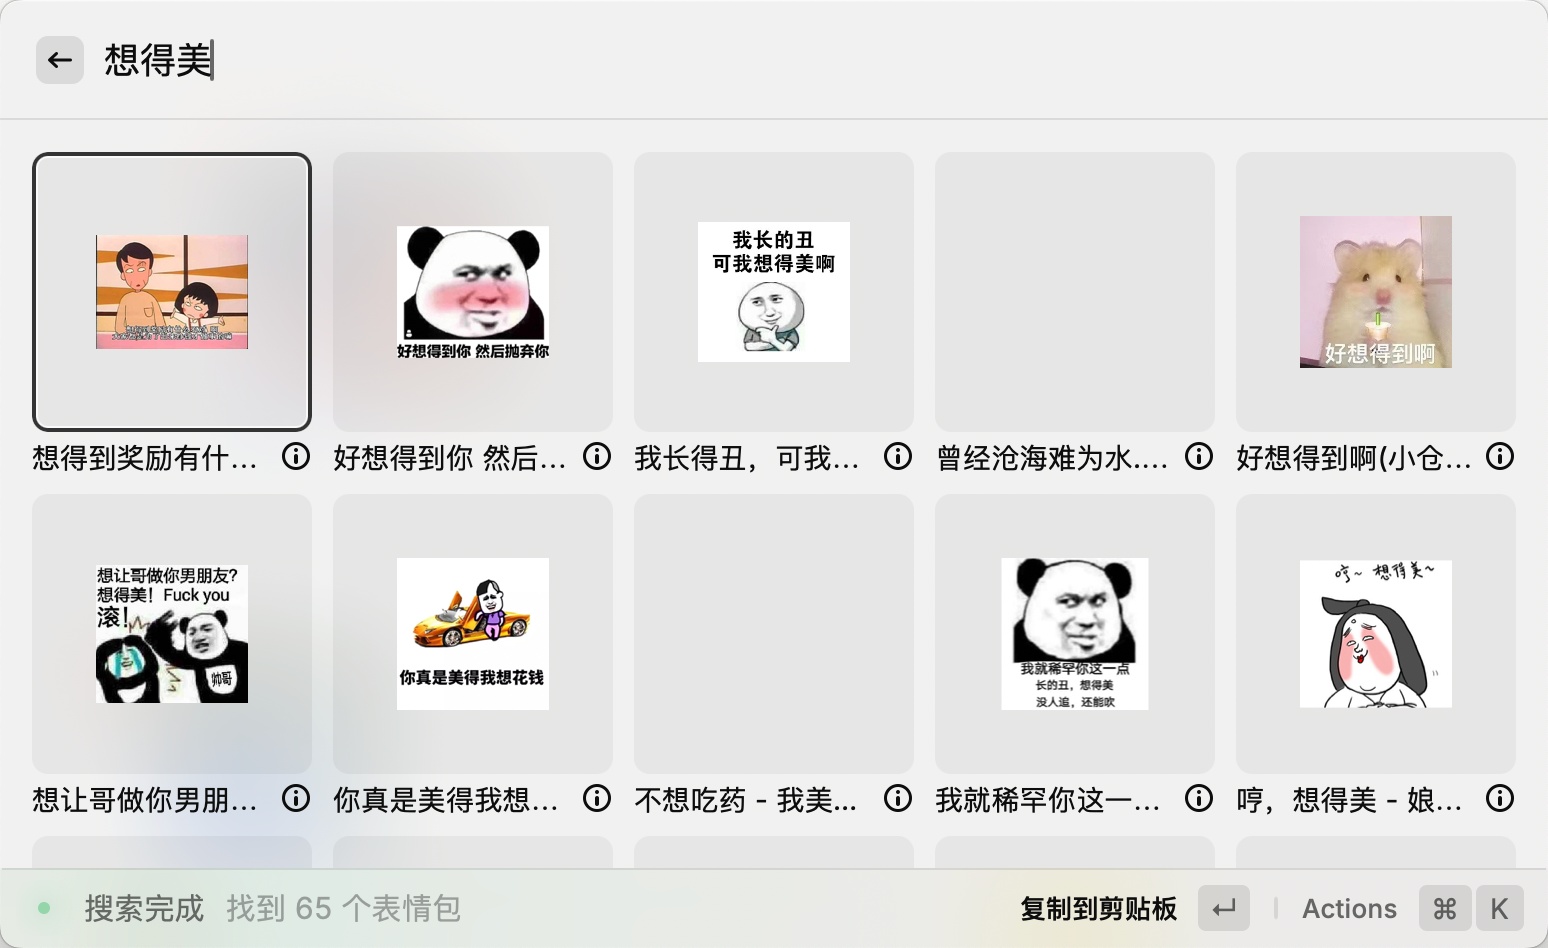 想得美
我长的丑
可我想得美啊
好想得到你 然后抛弃你
好想得到啊
想得到奖励有什...
好想得到你 然后...
我长得丑，可我...
曾经沧海难为水....
好想得到啊(小仓...
想让哥做你男朋友?
想得美！Fuck you
滚！
帅哥
你真是美得我想花钱
我就稀罕你这一点
长的丑，想得美
没人追，还能吹
哼~ 想得美~
想让哥做你男朋...
你真是美得我想...
不想吃药 - 我美...
我就稀罕你这一...
哼，想得美 - 娘...
搜索完成 找到 65 个表情包
复制到剪贴板
Actions
⌘ K